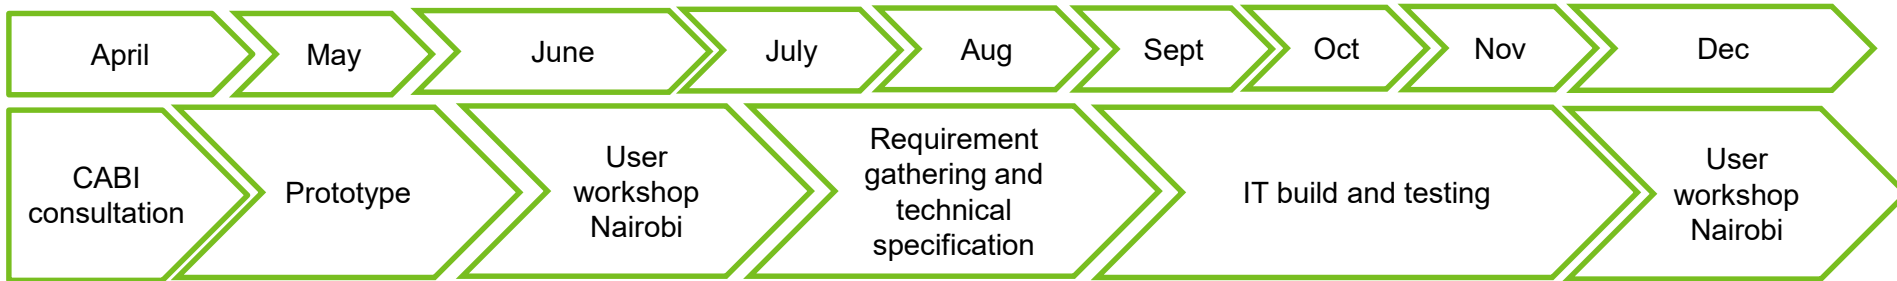 April
May
June
July
Aug
Sept
Oct
Nov
Dec
CABI
consultation
Prototype
User
workshop
Nairobi
Requirement
gathering and
technical
specification
IT build and testing
User
workshop
Nairobi